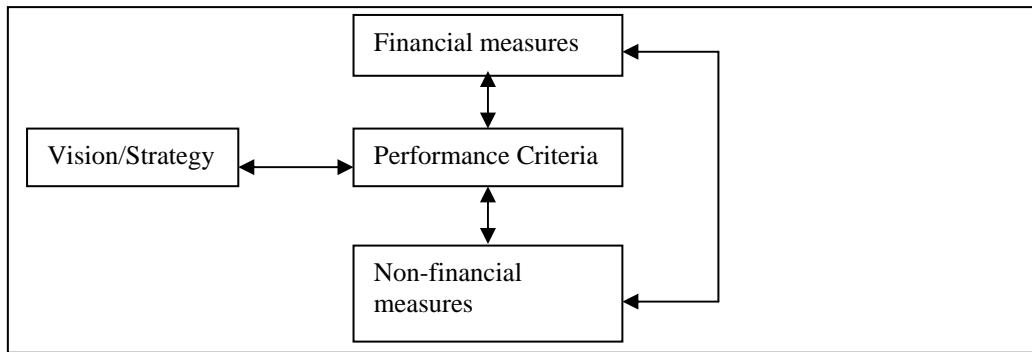 Financial measures
Vision/Strategy
Performance Criteria
Non-financial
measures